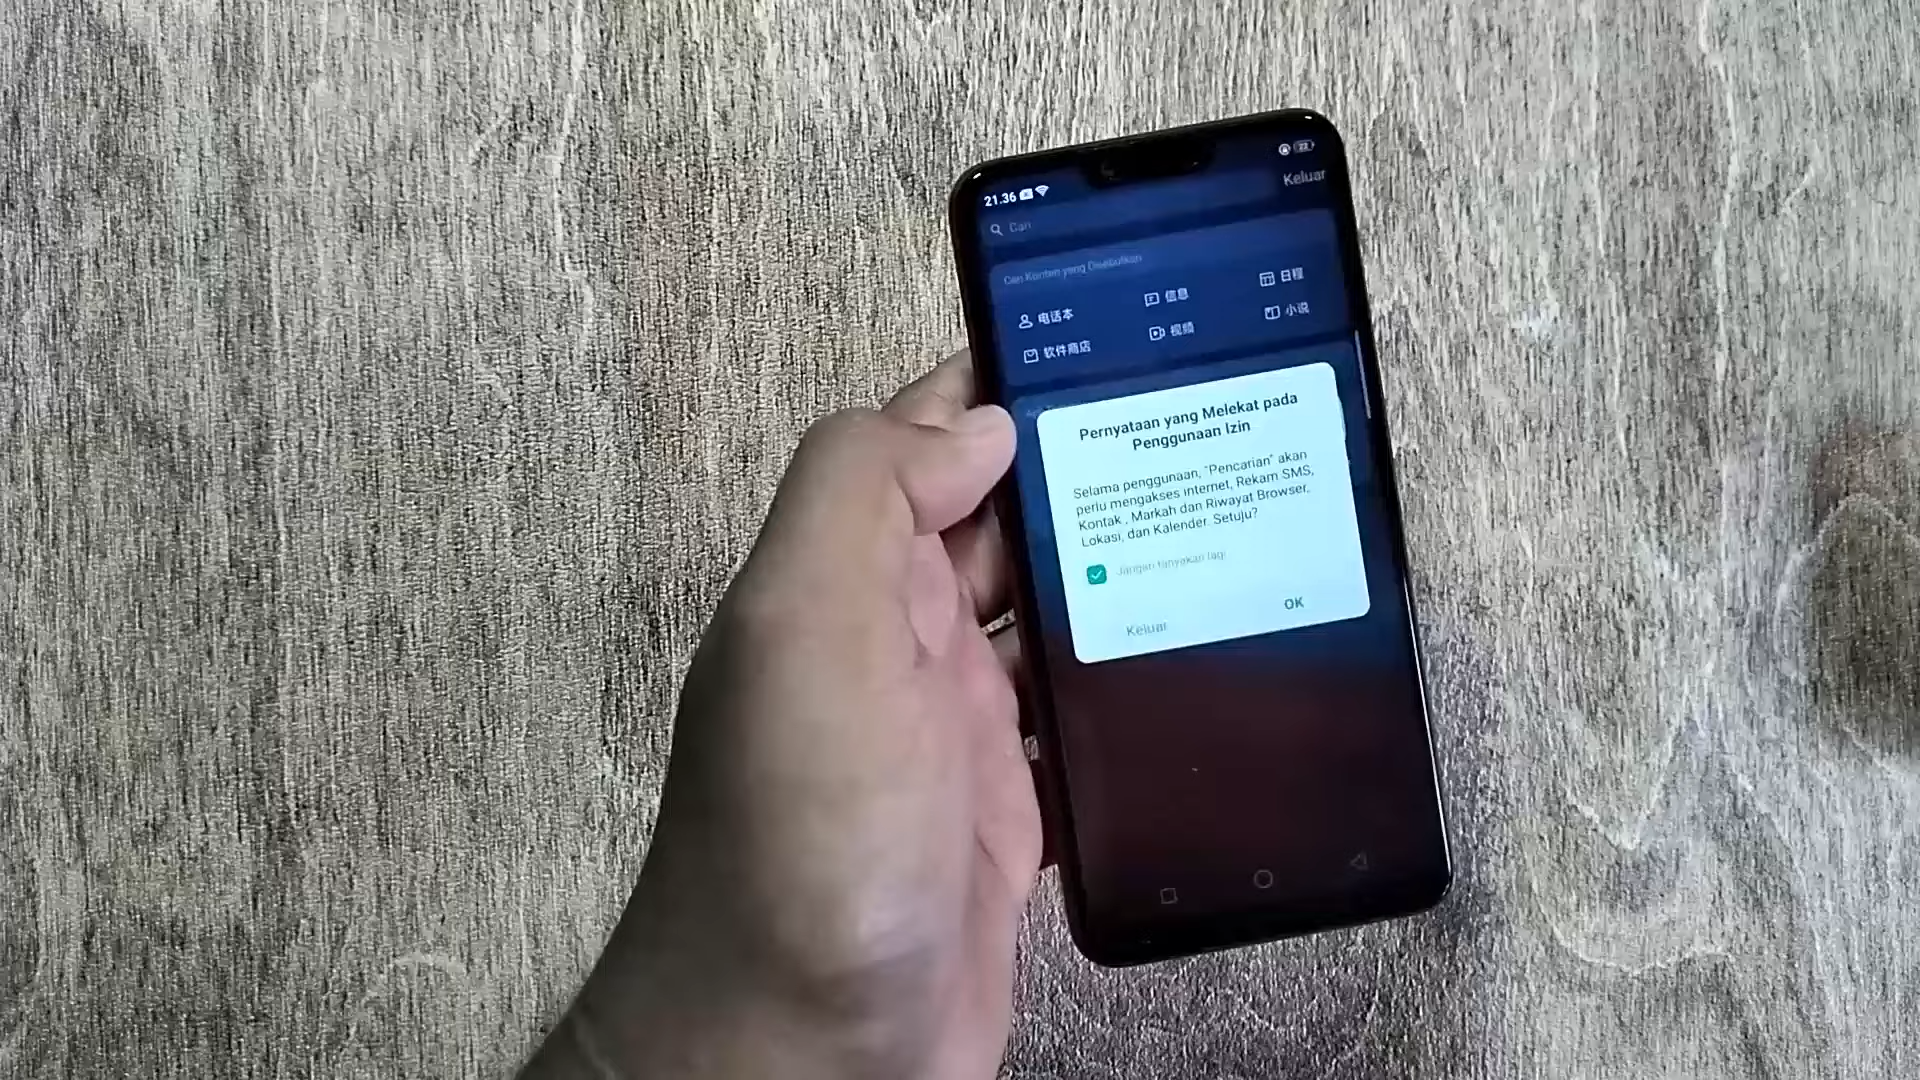 21.36
22
Keluar
Cari
Cari Konten yang Disebutkan
电话本
信息
日程
软件商店
视频
小说
Pernyataan yang Melekat pada
Penggunaan Izin
Selama penggunaan, "Pencarian" akan
perlu mengakses internet, Rekam SMS,
Kontak , Markah dan Riwayat Browser,
Lokasi, dan Kalender. Setuju?
Jangan tanyakan lagi
Keluar
OK